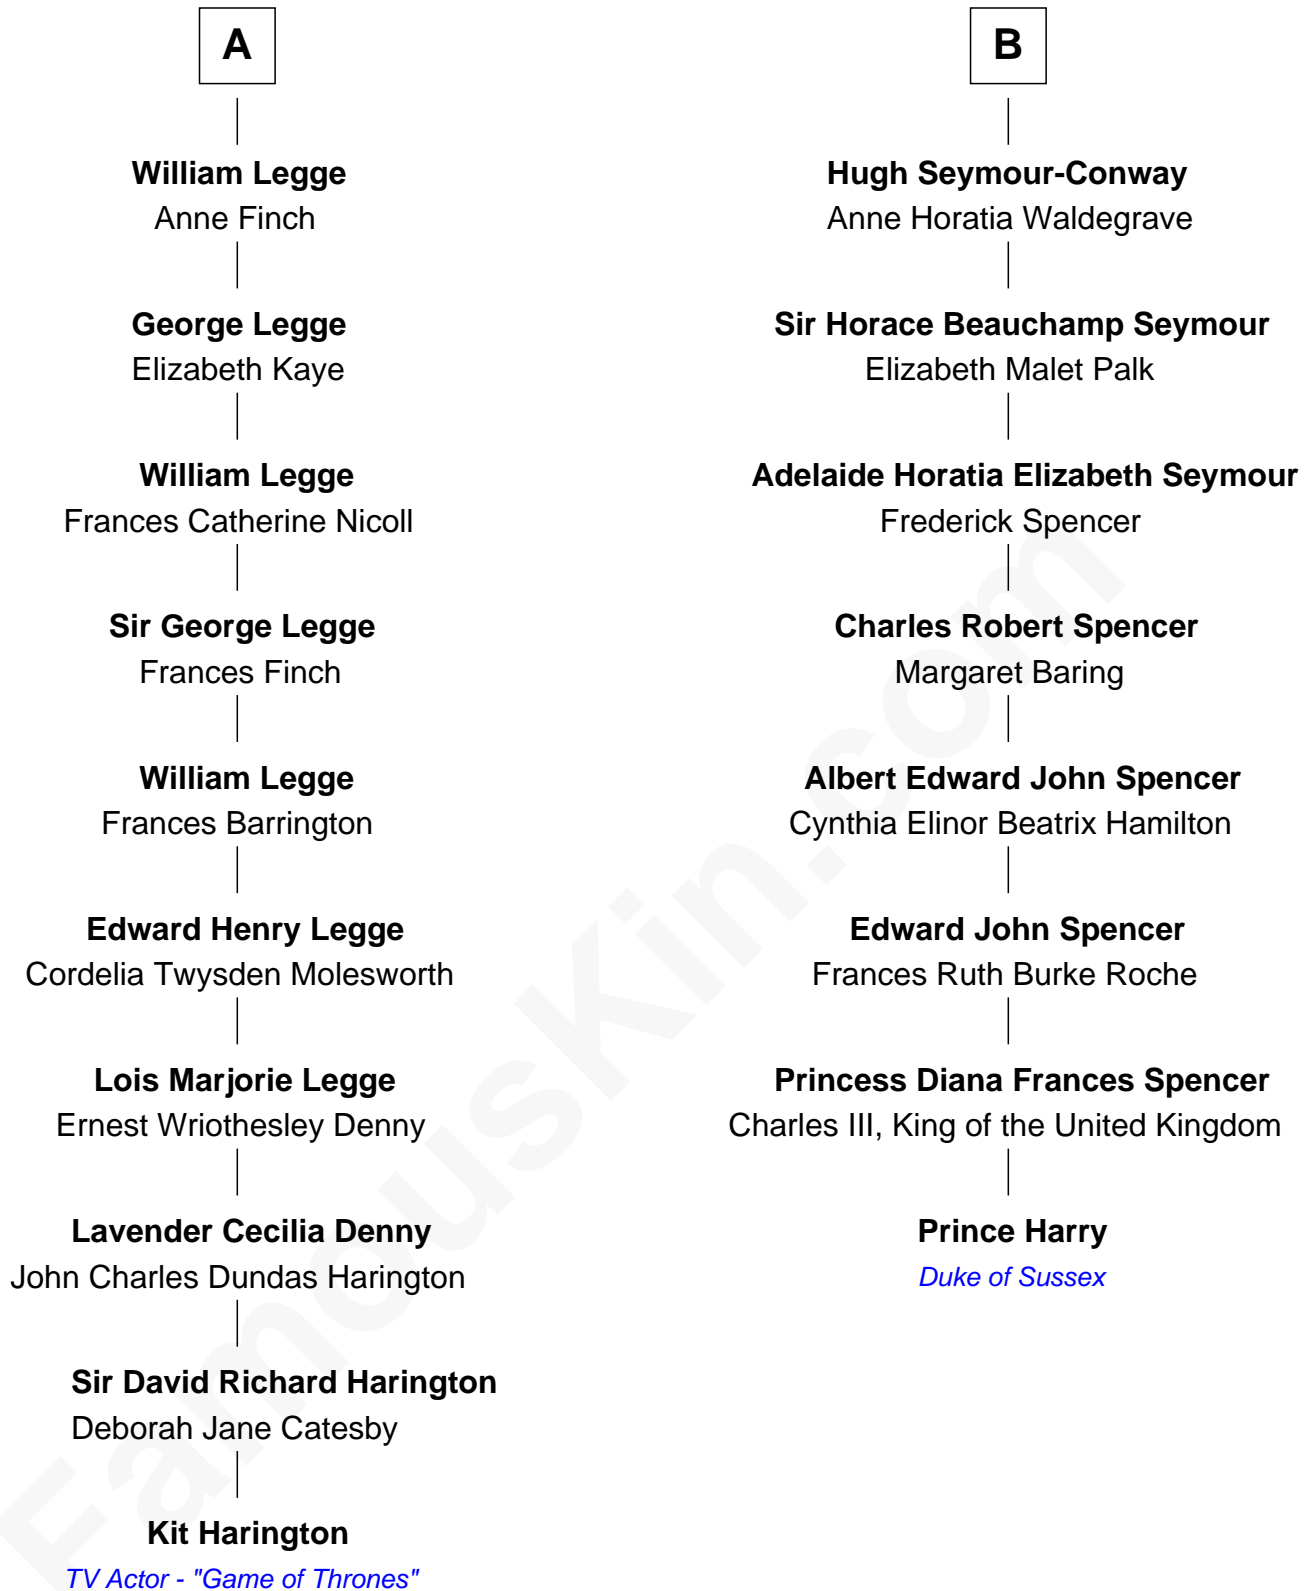 A
William Legge
Anne Finch
George Legge
Elizabeth Kaye
William Legge
Frances Catherine Nicoll
Sir George Legge
Frances Finch
William Legge
Frances Barrington
Edward Henry Legge
Cordelia Twysden Molesworth
Lois Marjorie Legge
Ernest Wriothesley Denny
Lavender Cecilia Denny
John Charles Dundas Harington
Sir David Richard Harington
Deborah Jane Catesby
Kit Harington
TV Actor - "Game of Thrones"
B
Hugh Seymour-Conway
Anne Horatia Waldegrave
Sir Horace Beauchamp Seymour
Elizabeth Malet Palk
Adelaide Horatia Elizabeth Seymour
Frederick Spencer
Charles Robert Spencer
Margaret Baring
Albert Edward John Spencer
Cynthia Elinor Beatrix Hamilton
Edward John Spencer
Frances Ruth Burke Roche
Princess Diana Frances Spencer
Charles III, King of the United Kingdom
Prince Harry
Duke of Sussex
FamousKin.com